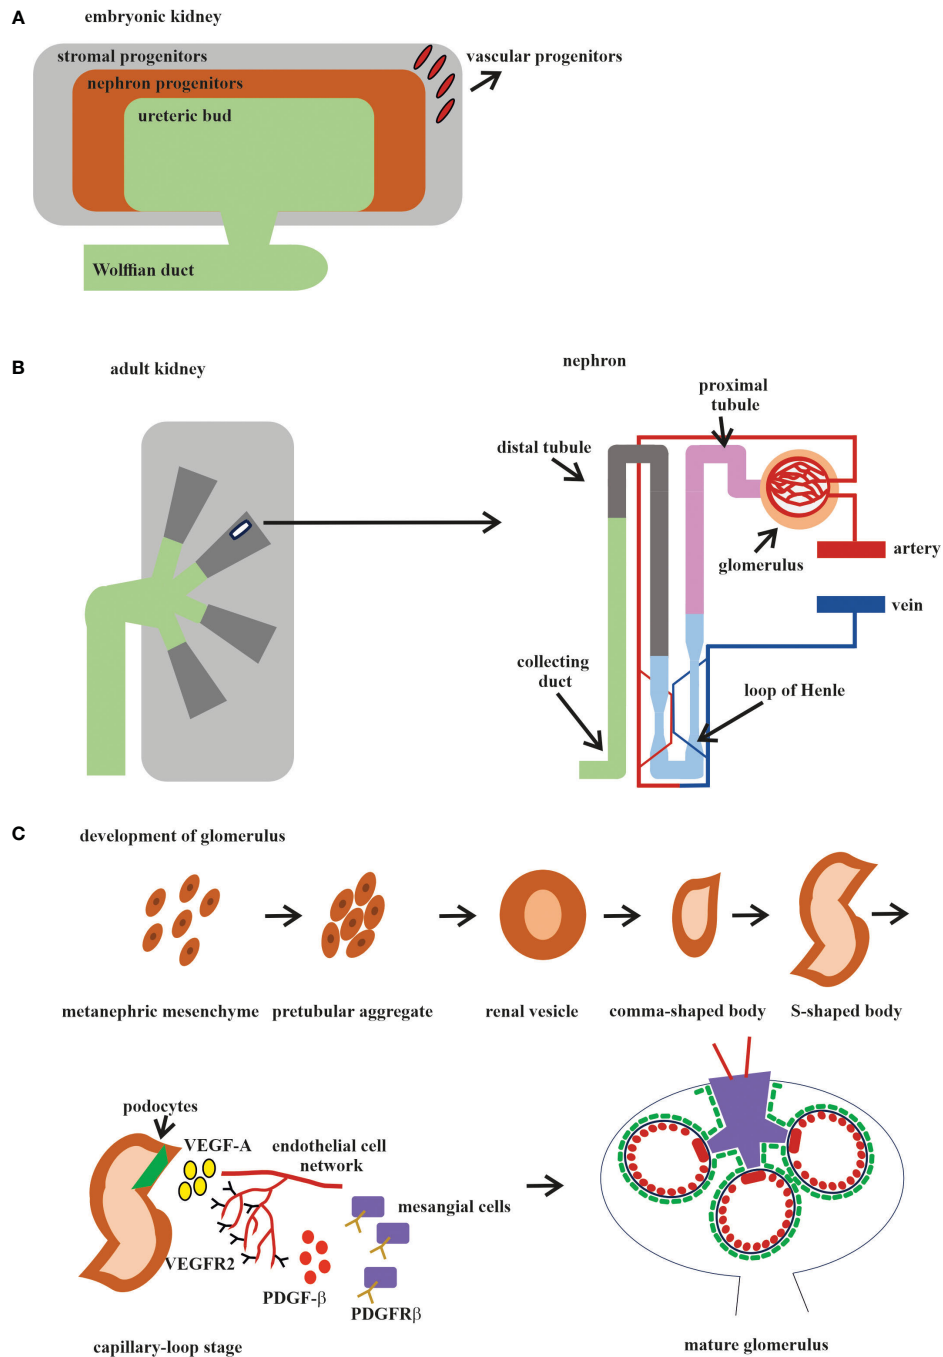 A
embryonic kidney
stromal progenitors
vascular progenitors
nephron progenitors
ureteric bud
Wolffian duct
B
adult kidney
nephron
proximal
tubule
distal tubule
glomerulus
artery
vein
collecting
duct
loop of Henle
C
development of glomerulus
metanephric mesenchyme
pretubular aggregate
renal vesicle
comma-shaped body
S-shaped body
podocytes
VEGF-A
endothelial cell
network
mesangial cells
VEGFR2
PDGF-β
PDGFRβ
capillary-loop stage
mature glomerulus